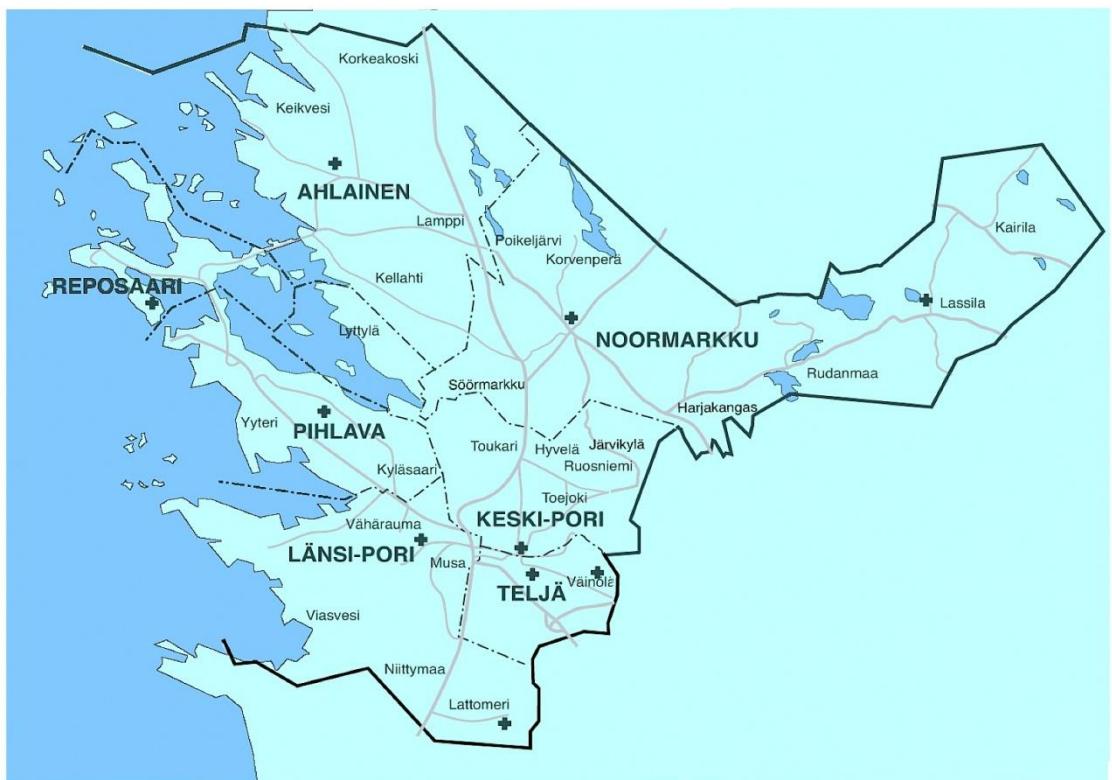 Korkeakoski
Keikvesi
AHLAINEN
Lamppi
Poikeljärvi
Korvenperä
Kairila
Kellahti
REPOSAARI
Lassila
Lyttylä
NOORMARKKU
Söörmarkku
Rudanmaa
Harjakangas
Yyteri
PIHLAVA
Toukari
Hyvelä
Järvikylä
Kyläsaari
Ruosniemi
Toejoki
Vähärauma
KESKI-PORI
LÄNSI-PORI
Musa
TELJÄ
Väinölä
Viasvesi
Niittymaa
Lattomeri